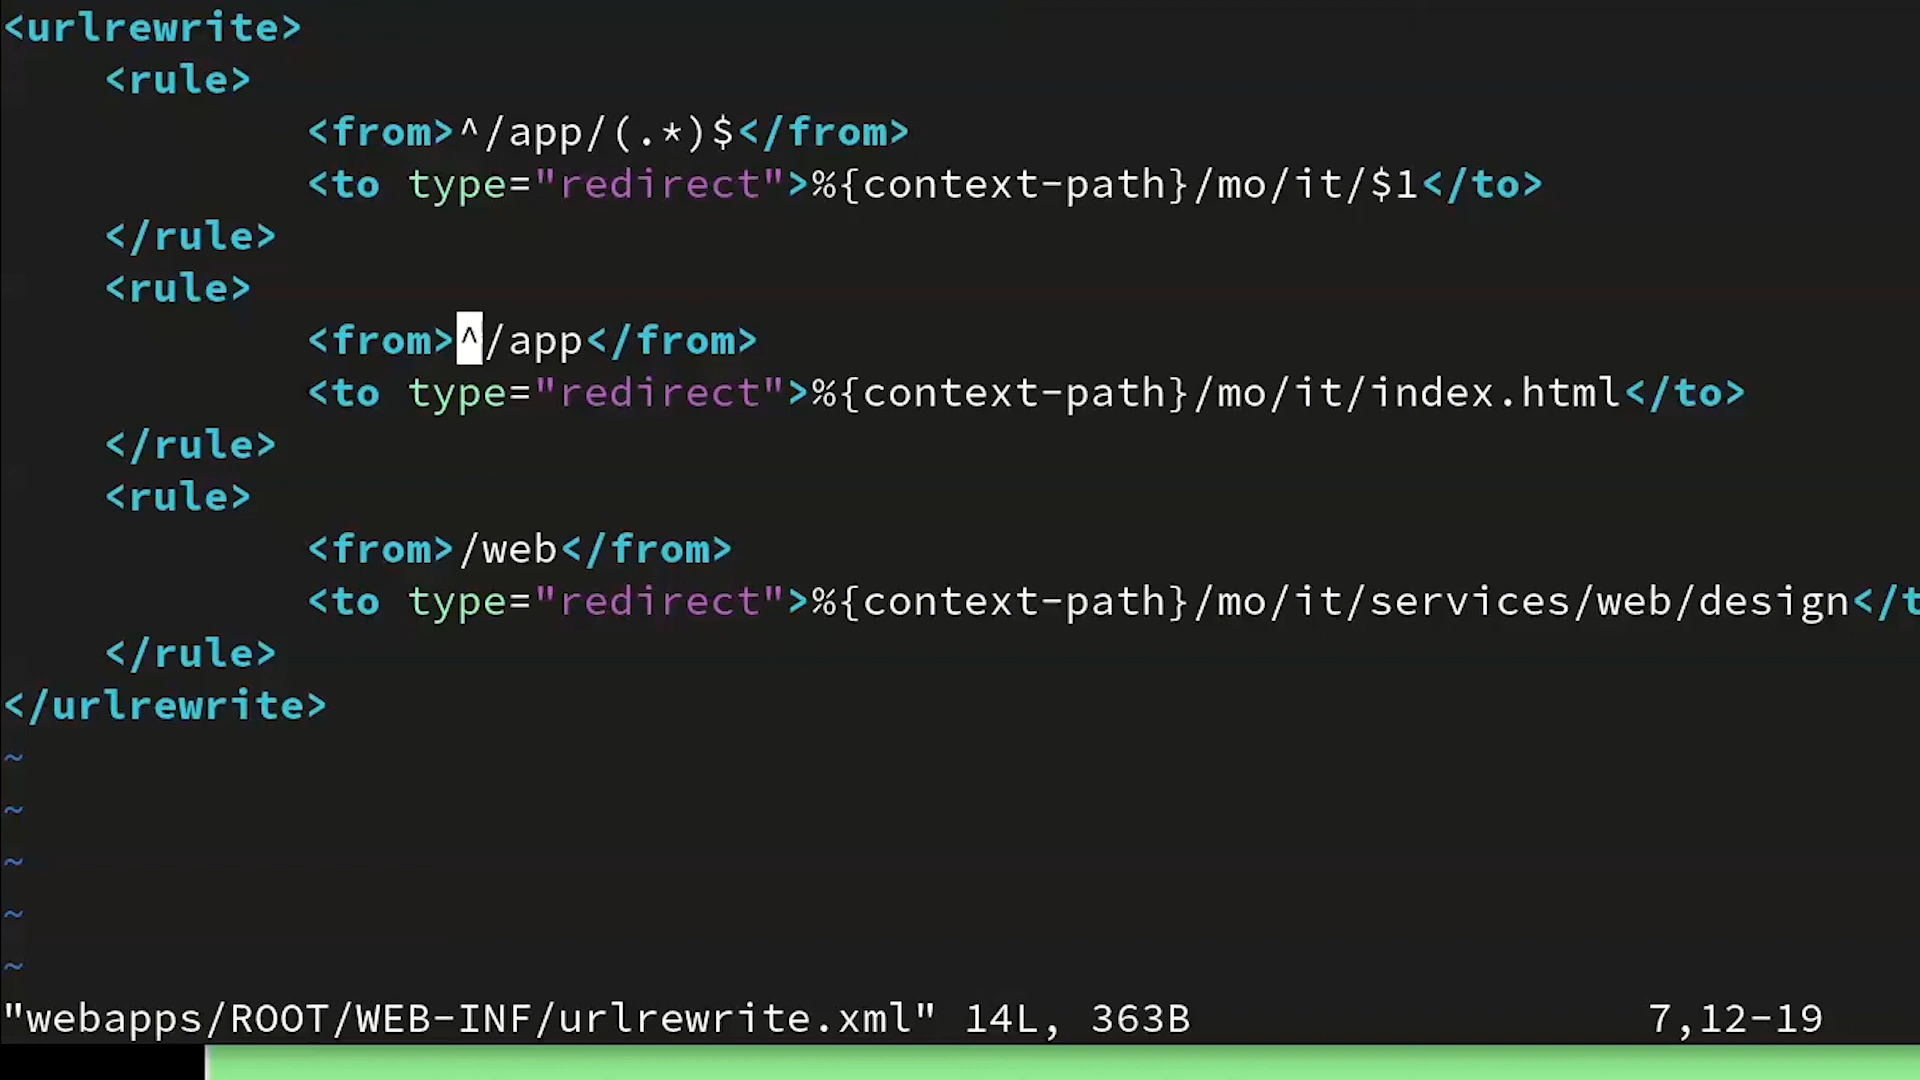 <urlrewrite>
<rule>
<from>^/app/(.*)$</from>
<to type="redirect">%{context-path}/mo/it/$1</to>
</rule>
<rule>
<from>^/app</from>
<to type="redirect">%{context-path}/mo/it/index.html</to>
</rule>
<rule>
<from>/web</from>
<to type="redirect">%{context-path}/mo/it/services/web/design</t
</rule>
</urlrewrite>
~
~
~
~
~
"webapps/ROOT/WEB-INF/urlrewrite.xml" 14L, 363B 7,12-19